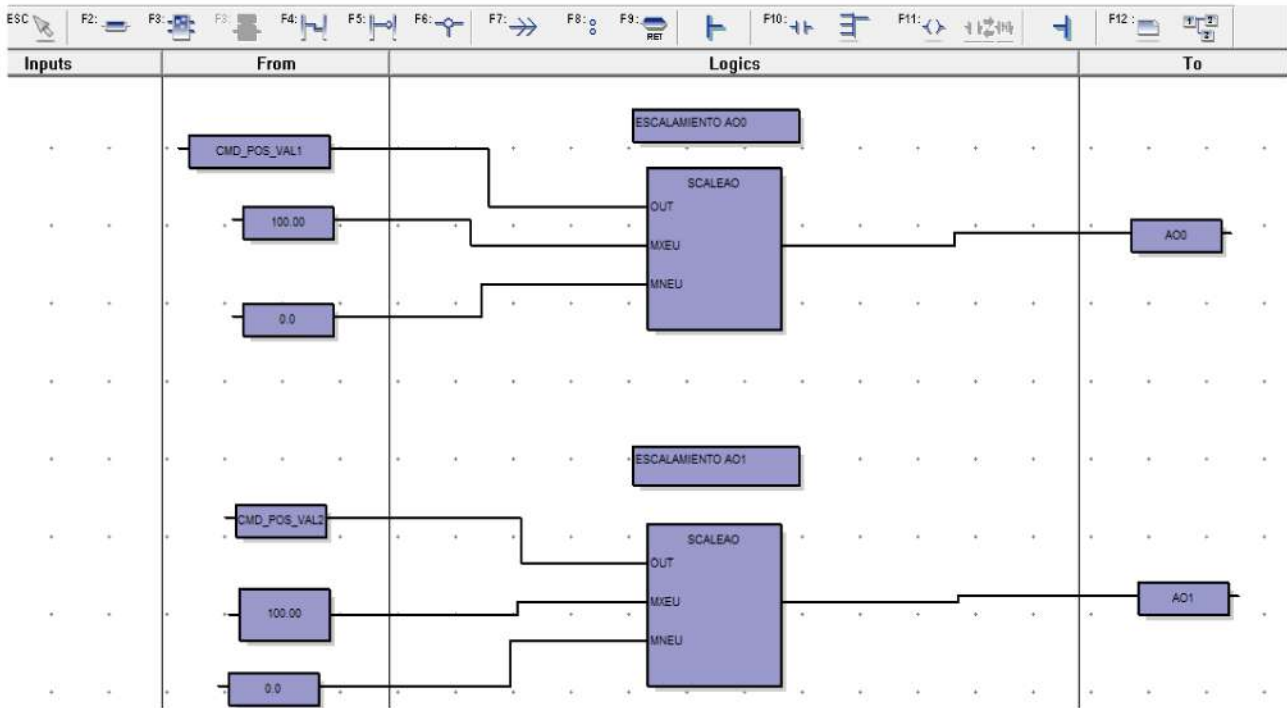 ESC F2: F3: F3: F4: F5: F6: F7: F8: F9: RET F10: F11: F12 :
Inputs From Logics To
ESCALAMIENTO AO0
CMD_POS_VAL1
SCALEAO
OUT
100.00
AO0
MXEU
MNEU
0.0
ESCALAMIENTO AO1
CMD_POS_VAL2
SCALEAO
OUT
100.00
MXEU
AO1
MNEU
0.0